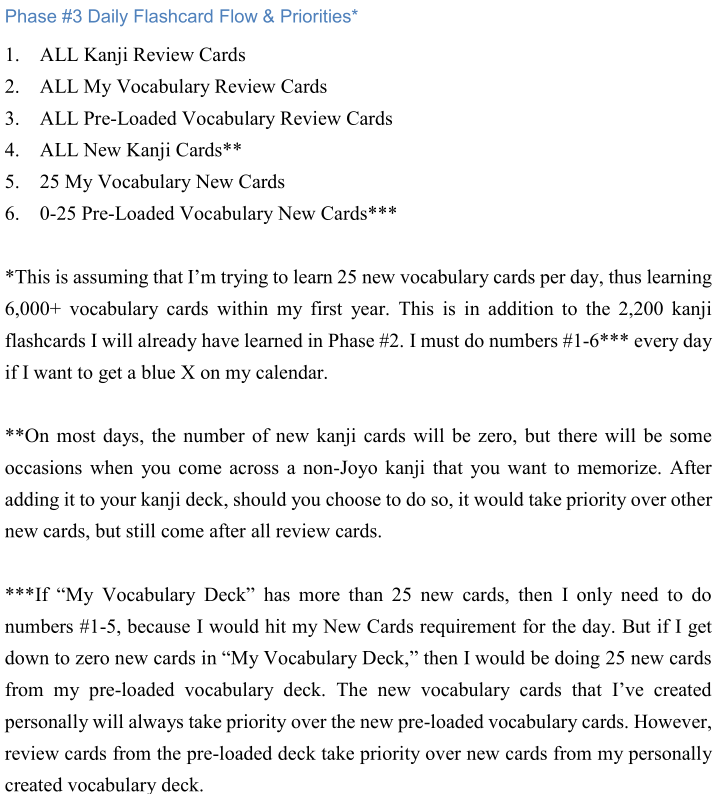 Phase #3 Daily Flashcard Flow & Priorities*
1. ALL Kanji Review Cards
2. ALL My Vocabulary Review Cards
3. ALL Pre-Loaded Vocabulary Review Cards
4. ALL New Kanji Cards**
5. 25 My Vocabulary New Cards
6. 0-25 Pre-Loaded Vocabulary New Cards***
*This is assuming that I’m trying to learn 25 new vocabulary cards per day, thus learning
6,000+ vocabulary cards within my first year. This is in addition to the 2,200 kanji
flashcards I will already have learned in Phase #2. I must do numbers #1-6*** every day
if I want to get a blue X on my calendar.
**On most days, the number of new kanji cards will be zero, but there will be some
occasions when you come across a non-Joyo kanji that you want to memorize. After
adding it to your kanji deck, should you choose to do so, it would take priority over other
new cards, but still come after all review cards.
***If “My Vocabulary Deck” has more than 25 new cards, then I only need to do
numbers #1-5, because I would hit my New Cards requirement for the day. But if I get
down to zero new cards in “My Vocabulary Deck,” then I would be doing 25 new cards
from my pre-loaded vocabulary deck. The new vocabulary cards that I’ve created
personally will always take priority over the new pre-loaded vocabulary cards. However,
review cards from the pre-loaded deck take priority over new cards from my personally
created vocabulary deck.